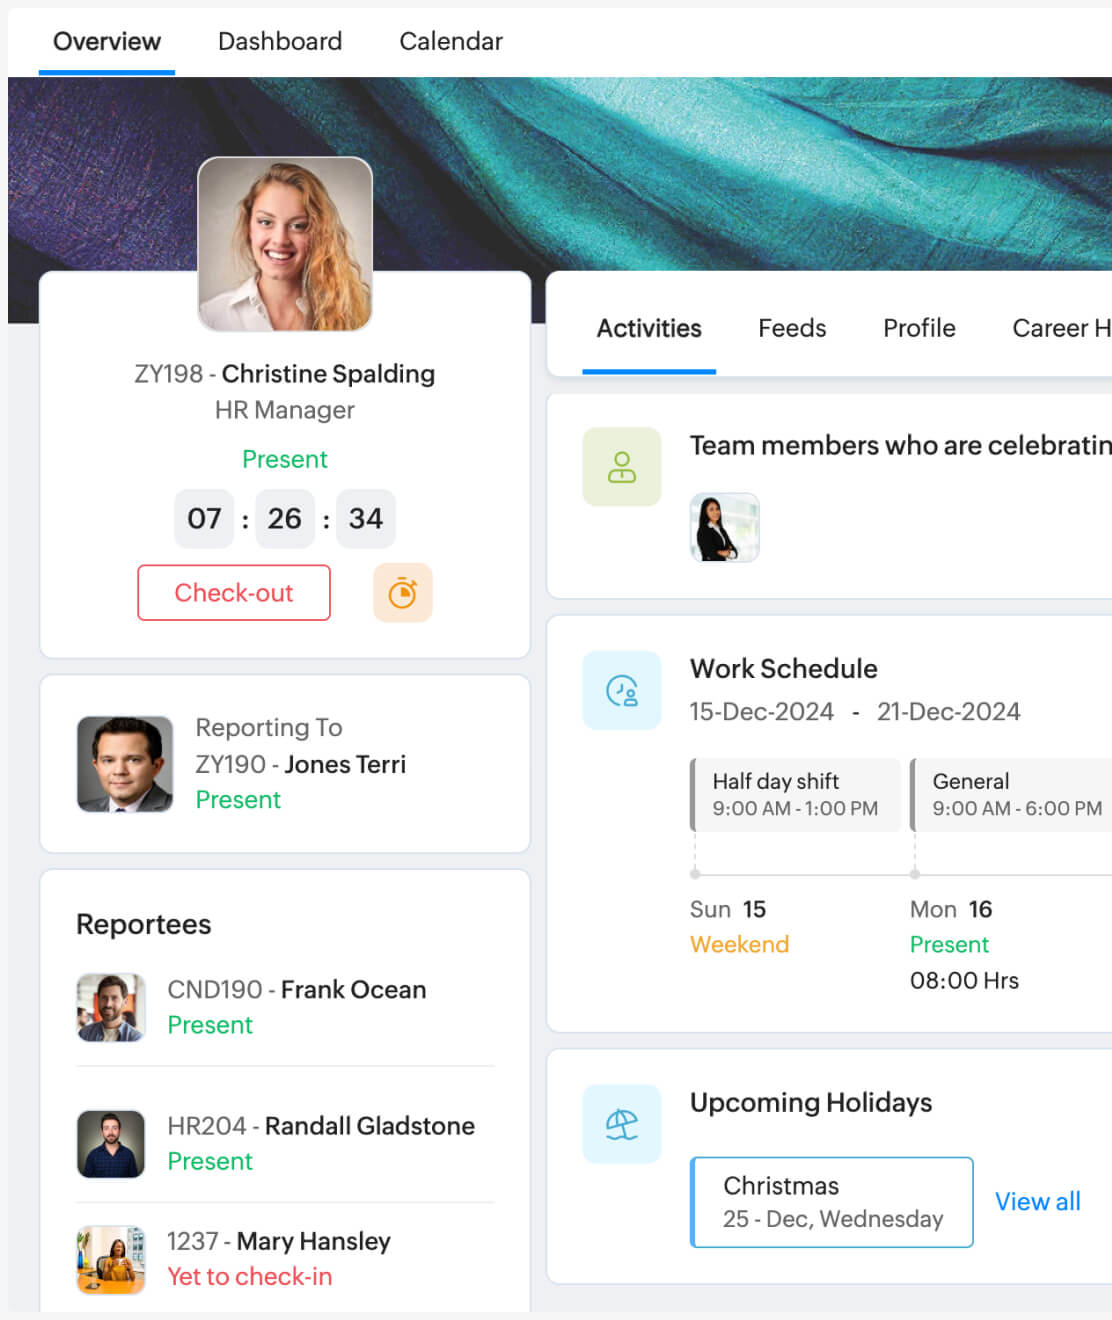 Overview Dashboard Calendar
ZY198 - Christine Spalding
HR Manager
Present
07 : 26 : 34
Check-out
Reporting To
ZY190 - Jones Terri
Present
Reportees
CND190 - Frank Ocean
Present
HR204 - Randall Gladstone
Present
1237 - Mary Hansley
Yet to check-in
Activities Feeds Profile Career H
Team members who are celebratin
Work Schedule
15-Dec-2024 - 21-Dec-2024
Half day shift
9:00 AM - 1:00 PM
General
9:00 AM - 6:00 PM
Sun 15
Weekend
Mon 16
Present
08:00 Hrs
Upcoming Holidays
Christmas
25 - Dec, Wednesday
View all